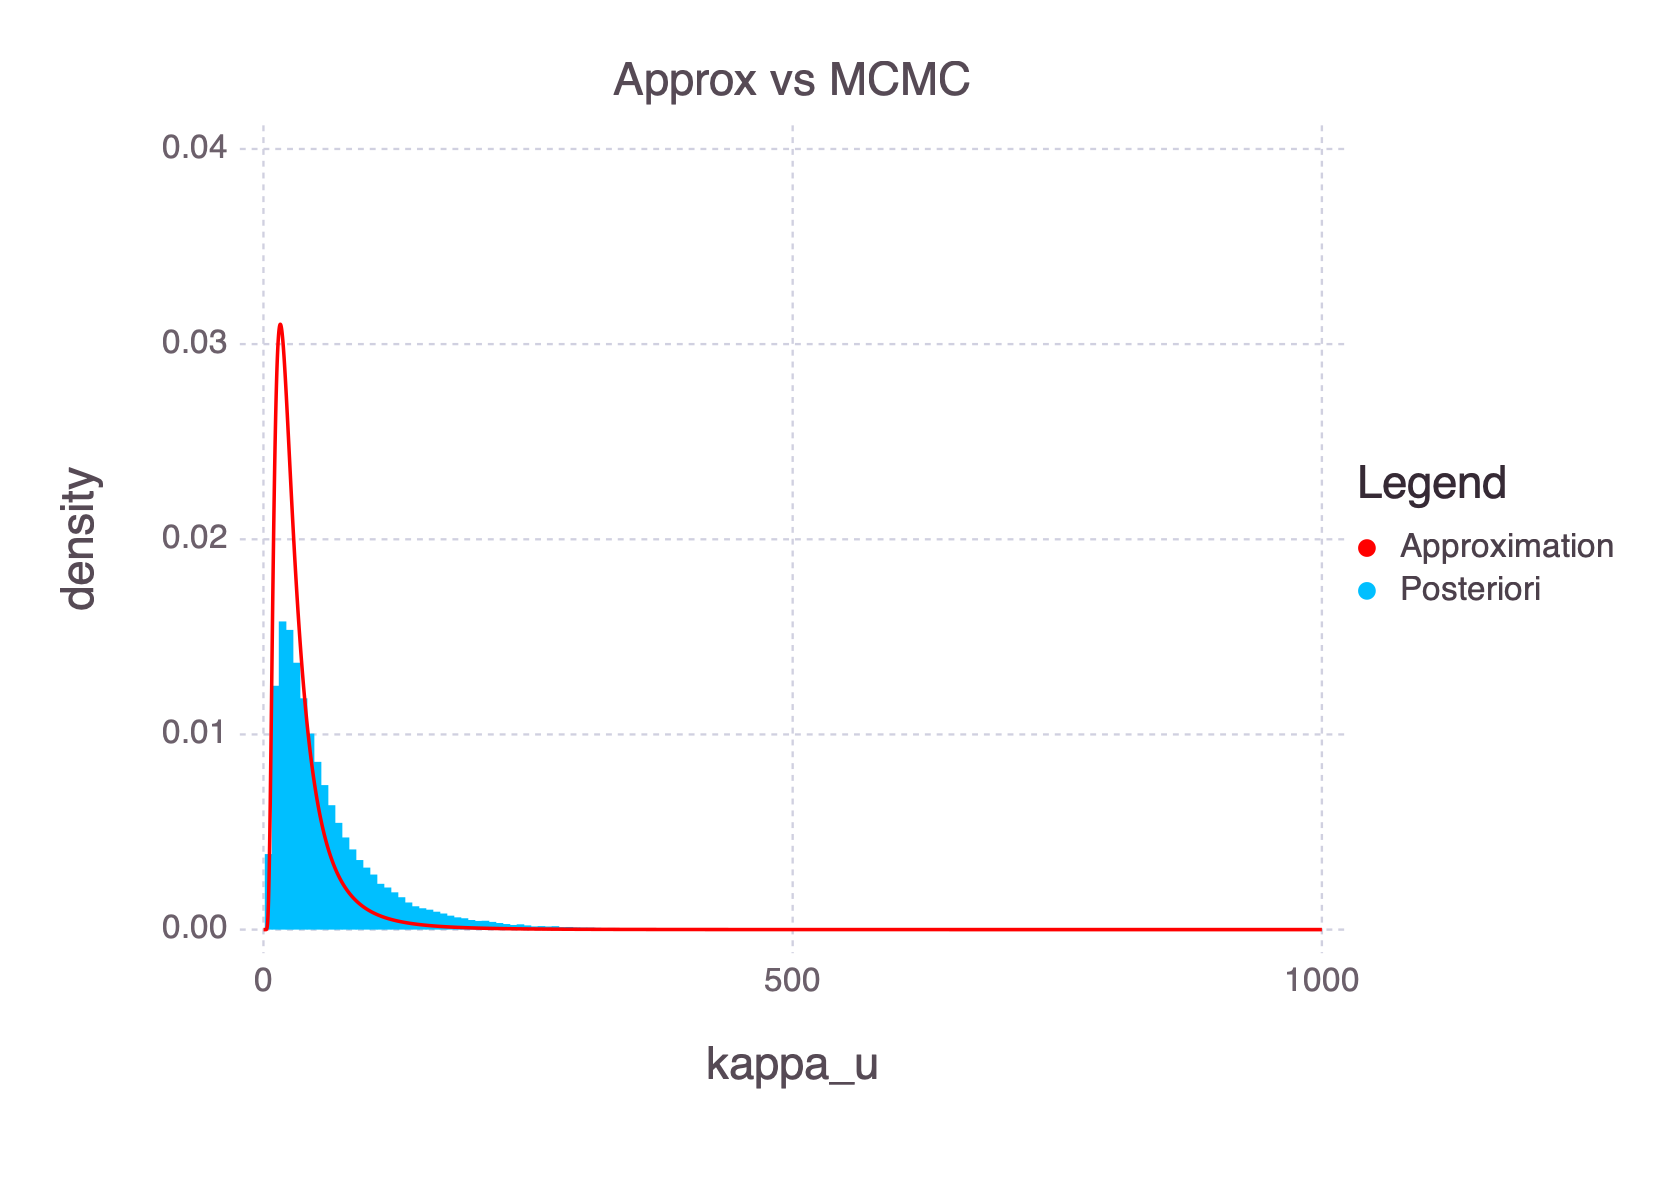 Approx vs MCMC
0.04
0.03
0.02
0.01
0.00
density
0
500
1000
kappa_u
Legend
Approximation
Posteriori